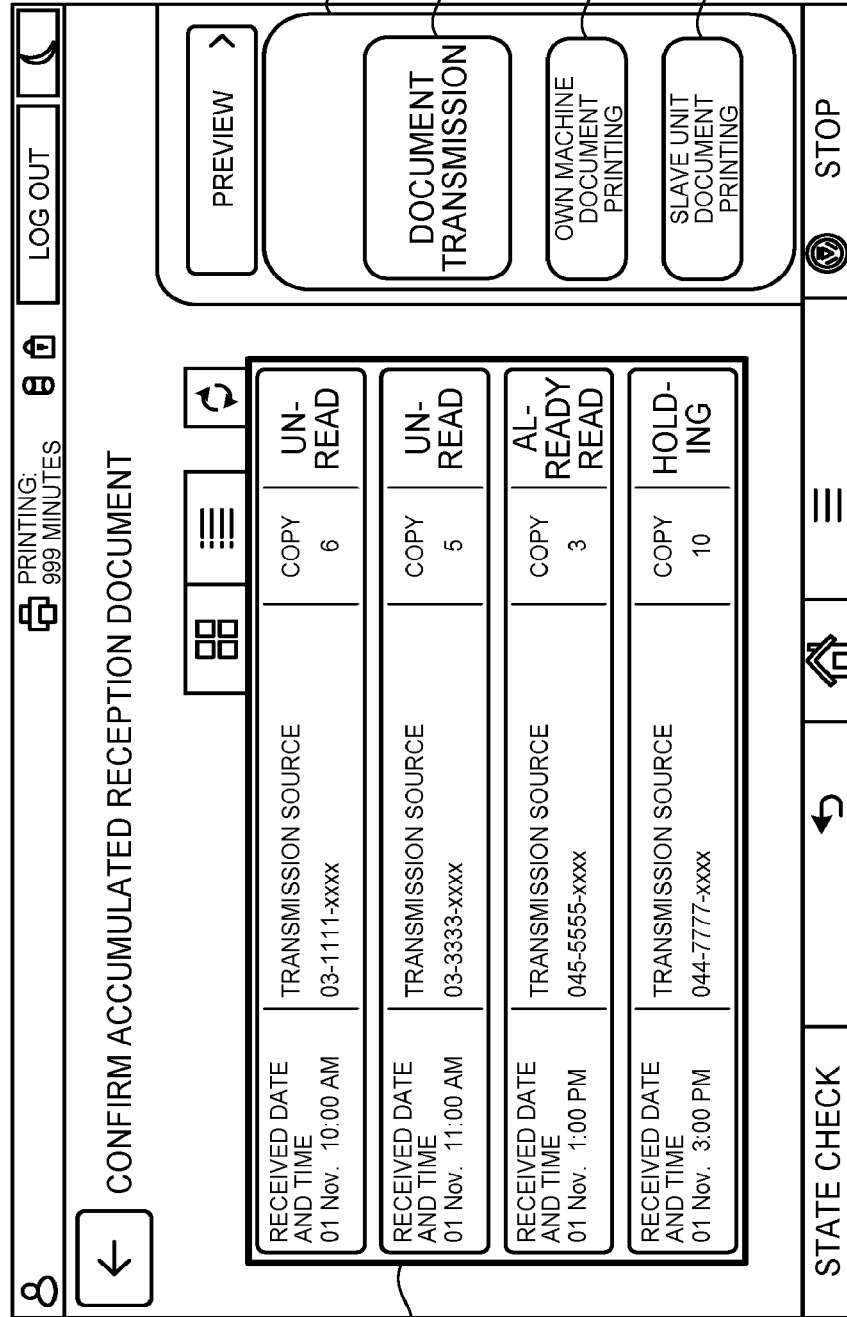 PRINTING:
999 MINUTES
LOG OUT
CONFIRM ACCUMULATED RECEPTION DOCUMENT
RECEIVED DATE
AND TIME
01 Nov. 10:00 AM
TRANSMISSION SOURCE
03-1111-xxxx
COPY
6
UN-
READ
RECEIVED DATE
AND TIME
01 Nov. 11:00 AM
TRANSMISSION SOURCE
03-3333-xxxx
COPY
5
UN-
READ
RECEIVED DATE
AND TIME
01 Nov. 1:00 PM
TRANSMISSION SOURCE
045-5555-xxxx
COPY
3
AL-
READY
READ
RECEIVED DATE
AND TIME
01 Nov. 3:00 PM
TRANSMISSION SOURCE
044-7777-xxxx
COPY
10
HOLD-
ING
PREVIEW >
DOCUMENT
TRANSMISSION
OWN MACHINE
DOCUMENT
PRINTING
SLAVE UNIT
DOCUMENT
PRINTING
STATE CHECK
STOP